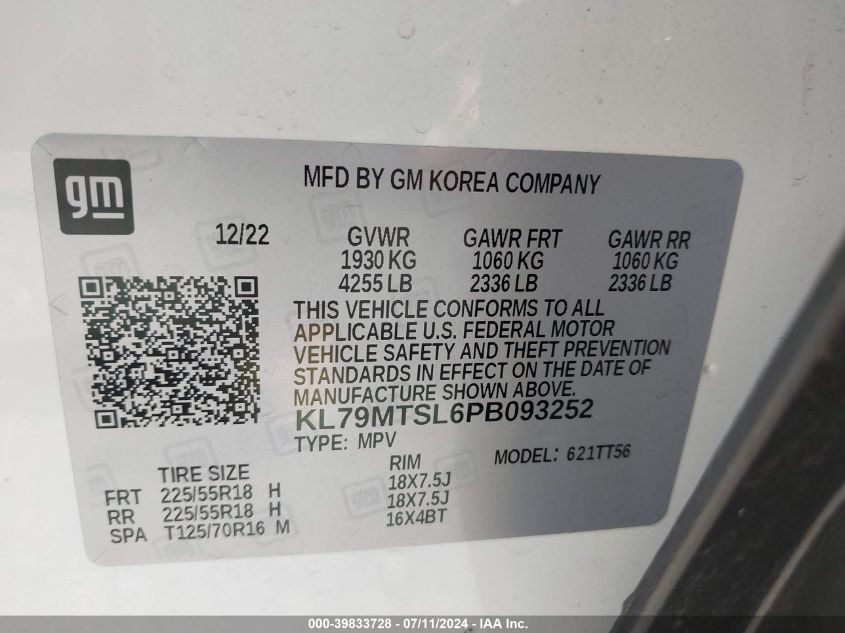 gm
MFD BY GM KOREA COMPANY
12/22 GVWR GAWR FRT GAWR RR
1930 KG 1060 KG 1060 KG
4255 LB 2336 LB 2336 LB
THIS VEHICLE CONFORMS TO ALL
APPLICABLE U.S. FEDERAL MOTOR
VEHICLE SAFETY AND THEFT PREVENTION
STANDARDS IN EFFECT ON THE DATE OF
MANUFACTURE SHOWN ABOVE.
KL79MTSL6PB093252
TYPE: MPV MODEL: 621TT56
TIRE SIZE RIM
FRT 225/55R18 H 18X7.5J
RR 225/55R18 H 18X7.5J
SPA T125/70R16 M 16X4BT
000-39833728 - 07/11/2024 - IAA Inc.